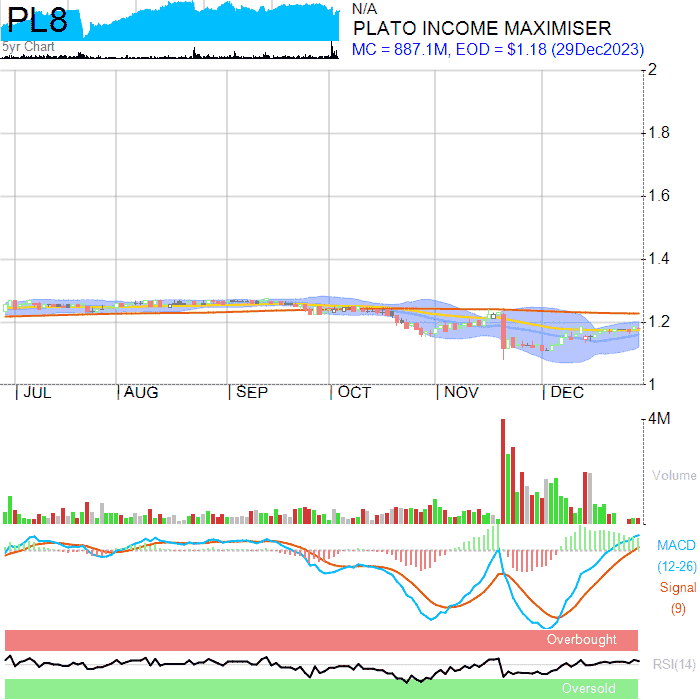 PL8
5yr Chart
N/A
PLATO INCOME MAXIMISER
MC = 887.1M, EOD = $1.18 (29Dec2023)
2
1.8
1.6
1.4
1.2
1
JUL AUG SEP OCT NOV DEC
4M
Volume
MACD
(12-26)
Signal
(9)
Overbought
RSI(14)
Oversold